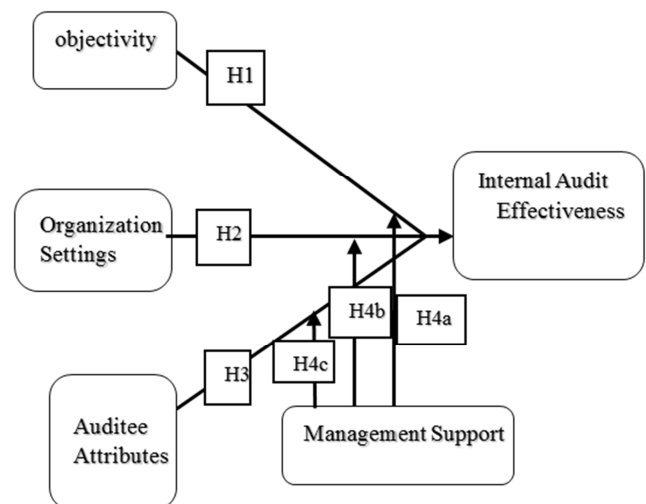 objectivity
H1
Internal Audit
Effectiveness
Organization
Settings
H2
H4b
H4a
H4c
H3
Auditee
Attributes
Management Support